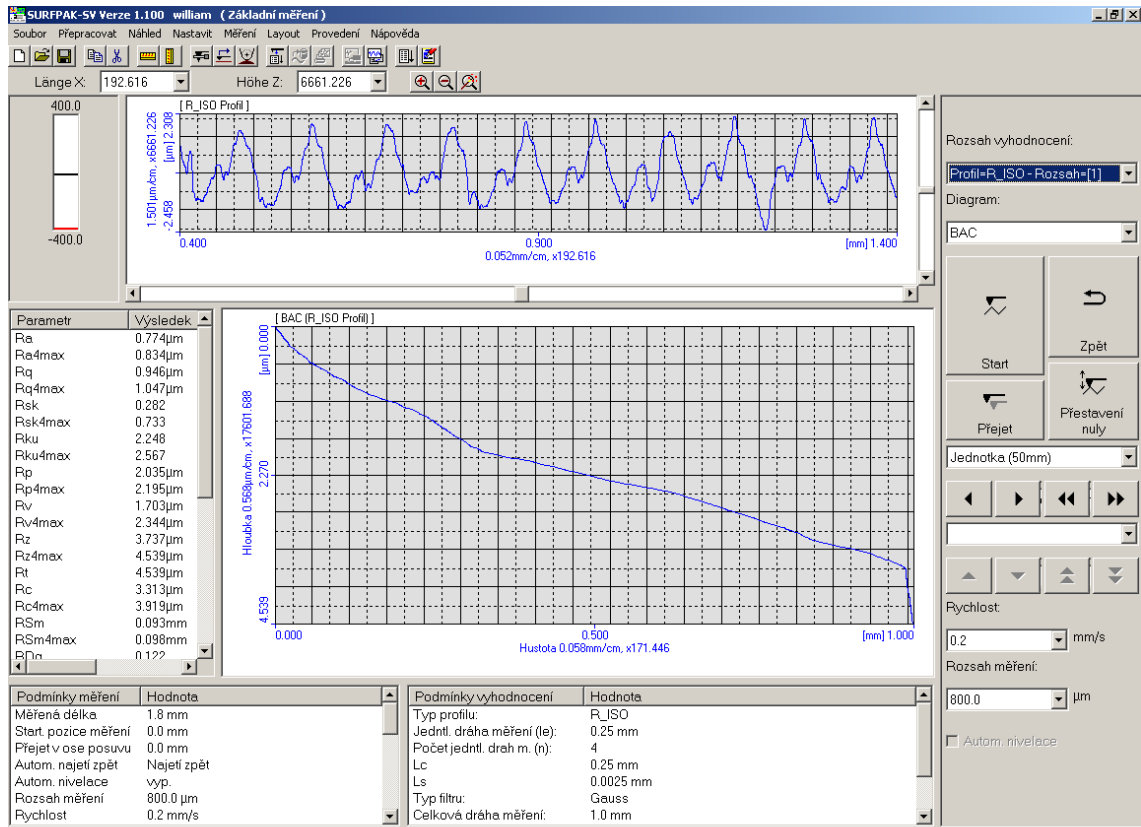 SURFPAK-SV Verze 1.100 william ( Základní měření )
Soubor Přepracovat Náhled Nastavit Měření Layout Provedení Nápověda
Länge X: 192.616 Höhe Z: 6661.226
400.0
-400.0
[ R_ISO Profil ]
1.501µm/cm, x6661.226
-2.458 [µm] 2.308
0.400 0.900 [mm] 1.400
0.052mm/cm, x192.616
Parametr Výsledek
Ra 0.774µm
Ra4max 0.834µm
Rq 0.946µm
Rq4max 1.047µm
Rsk 0.282
Rsk4max 0.733
Rku 2.248
Rku4max 2.567
Rp 2.035µm
Rp4max 2.195µm
Rv 1.703µm
Rv4max 2.344µm
Rz 3.737µm
Rz4max 4.539µm
Rt 4.539µm
Rc 3.313µm
Rc4max 3.919µm
RSm 0.093mm
RSm4max 0.098mm
RDq 0.122
[ BAC (R_ISO Profil) ]
Hloubka 0.568µm/cm, x17601.688
4.539 2.270 [µm] 0.000
0.000 0.500 [mm] 1.000
Hustota 0.058mm/cm, x171.446
Podmínky měření Hodnota
Měřená délka 1.8 mm
Start. pozice měření 0.0 mm
Přejet v ose posuvu 0.0 mm
Autom. najetí zpět Najetí zpět
Autom. nivelace vyp.
Rozsah měření 800.0 µm
Rychlost 0.2 mm/s
Podmínky vyhodnocení Hodnota
Typ profilu: R_ISO
Jedntl. dráha měření (le): 0.25 mm
Počet jedntl. drah m. (n): 4
Lc 0.25 mm
Ls 0.0025 mm
Typ filtru: Gauss
Celková dráha měření: 1.0 mm
Rozsah vyhodnocení:
Profil=R_ISO - Rozsah=[1]
Diagram:
BAC
Start
Zpět
Přejet
Přestavení nuly
Jednotka (50mm)
Rychlost:
0.2 mm/s
Rozsah měření:
800.0 µm
Autom. nivelace